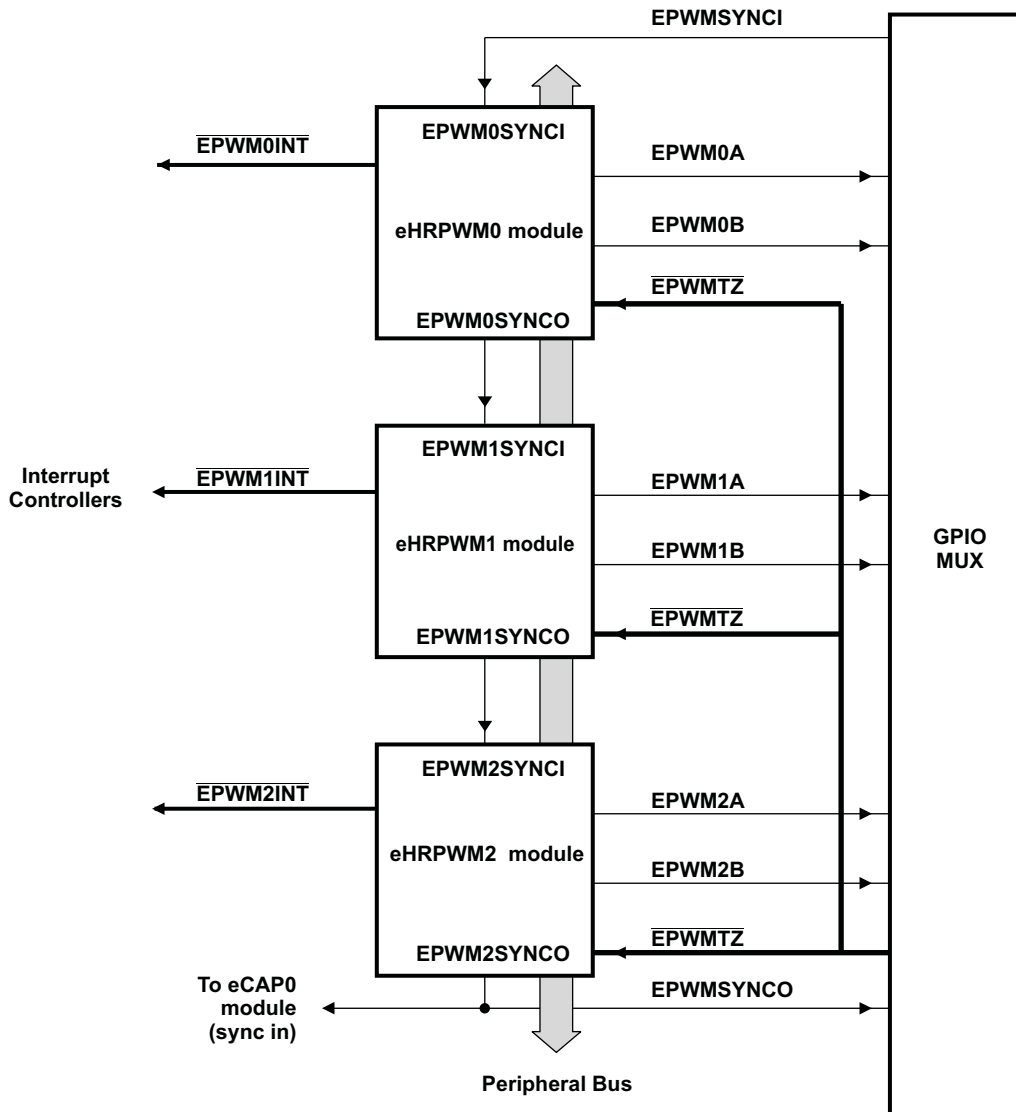 EPWMSYNCI
EPWM0SYNCI
EPWM0INT
EPWM0A
eHRPWM0 module
EPWM0B
EPWMTZ
EPWM0SYNCO
EPWM1SYNCI
Interrupt
Controllers
EPWM1INT
EPWM1A
eHRPWM1 module
EPWM1B
GPIO
MUX
EPWMTZ
EPWM1SYNCO
EPWM2SYNCI
EPWM2INT
EPWM2A
eHRPWM2 module
EPWM2B
EPWMTZ
EPWM2SYNCO
To eCAP0
module
(sync in)
EPWMSYNCO
Peripheral Bus